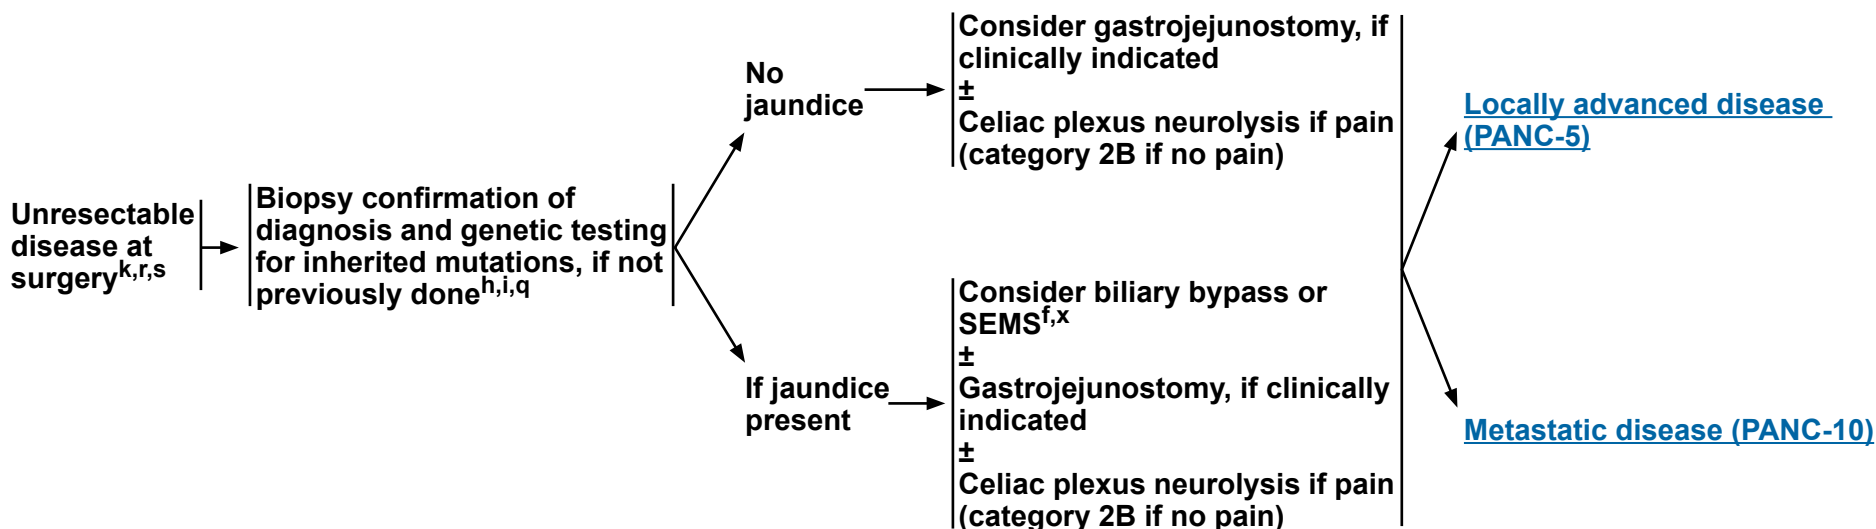 Unresectable
disease at
surgeryk,r,s
Biopsy confirmation of
diagnosis and genetic testing
for inherited mutations, if not
previously doneh,i,q
No
jaundice
If jaundice
present
Consider gastrojejunostomy, if
clinically indicated
±
Celiac plexus neurolysis if pain
(category 2B if no pain)
Consider biliary bypass or
SEMSf,x
±
Gastrojejunostomy, if clinically
indicated
±
Celiac plexus neurolysis if pain
(category 2B if no pain)
Locally advanced disease
(PANC-5)
Metastatic disease (PANC-10)